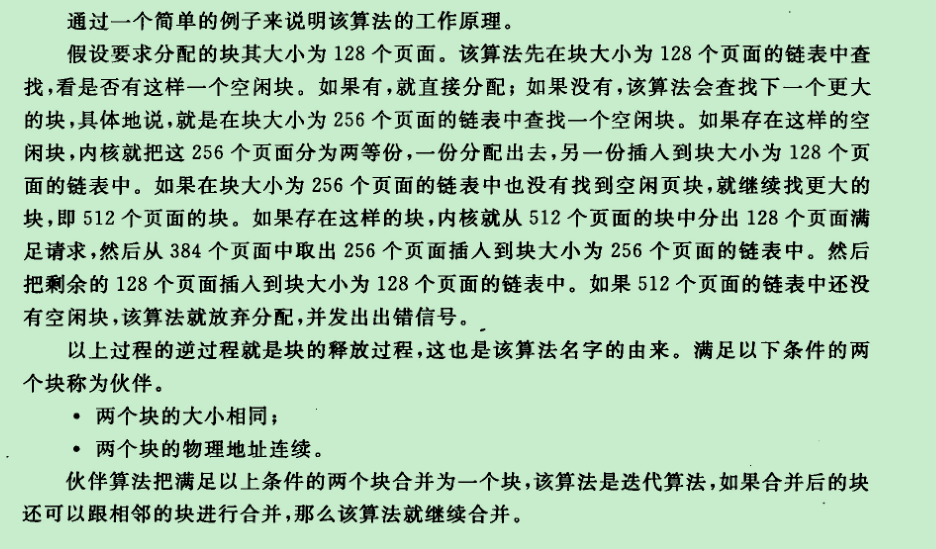 通过一个简单的例子来说明该算法的工作原理。
假设要求分配的块其大小为 128 个页面。该算法先在块大小为 128 个页面的链表中查
找,看是否有这样一个空闲块。如果有,就直接分配;如果没有,该算法会查找下一个更大
的块,具体地说,就是在块大小为 256 个页面的链表中查找一个空闲块。如果存在这样的空
闲块,内核就把这 256 个页面分为两等份,一份分配出去,另一份插入到块大小为 128 个页
面的链表中。如果在块大小为 256 个页面的链表中也没有找到空闲页块,就继续找更大的
块,即 512 个页面的块。如果存在这样的块,内核就从 512 个页面的块中分出 128 个页面满
足请求,然后从 384 个页面中取出 256 个页面插入到块大小为 256 个页面的链表中。然后
把剩余的 128 个页面插入到块大小为 128 个页面的链表中。如果 512 个页面的链表中还没
有空闲块,该算法就放弃分配,并发出出错信号。
以上过程的逆过程就是块的释放过程,这也是该算法名字的由来。满足以下条件的两
个块称为伙伴。
• 两个块的大小相同;
• 两个块的物理地址连续。
伙伴算法把满足以上条件的两个块合并为一个块,该算法是迭代算法,如果合并后的块
还可以跟相邻的块进行合并,那么该算法就继续合并。